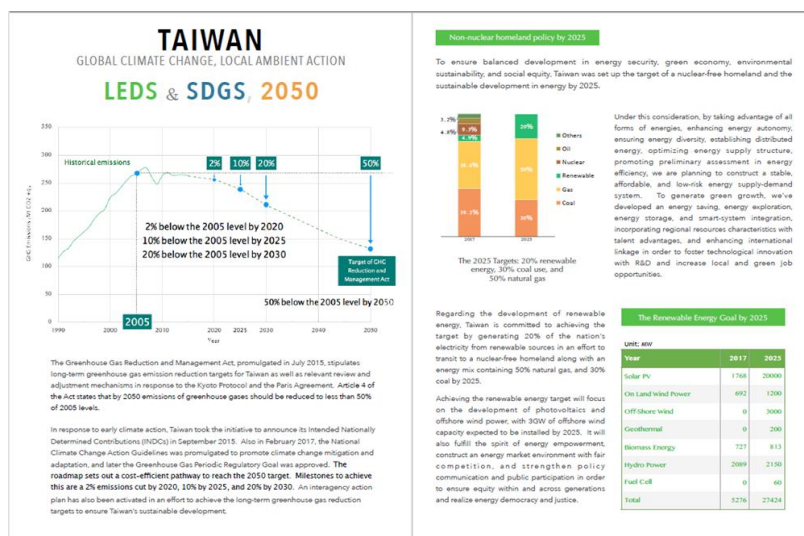 TAIWAN
GLOBAL CLIMATE CHANGE, LOCAL AMBIENT ACTION
LEDS & SDGS, 2050
350
300
250
200
150
100
50
0
GHG Emissions (Mt CO2 eq.)
Historical emissions
2%
10%
20%
50%
2% below the 2005 level by 2020
10% below the 2005 level by 2025
20% below the 2005 level by 2030
Target of GHG
Reduction and
Management Act
50% below the 2005 level by 2050
2005
1990
2010
2020
2025
2030
2050
Year
The Greenhouse Gas Reduction and Management Act, promulgated in July 2015, stipulates
long-term greenhouse gas emission reduction targets for Taiwan as well as relevant review and
adjustment mechanisms in response to the Kyoto Protocol and the Paris Agreement. Article 4 of
the Act states that by 2050 emissions of greenhouse gases should be reduced to less than 50%
of 2005 levels.
In response to early climate action, Taiwan took the initiative to announce its Intended Nationally
Determined Contributions (INDCs) in September 2015. Also in February 2017, the National
Climate Change Action Guidelines was promulgated to promote climate change mitigation and
adaptation, and later the Greenhouse Gas Periodic Regulatory Goal was approved. The
roadmap sets out a cost-efficient pathway to reach the 2050 target. Milestones to achieve
this are a 2% emissions cut by 2020, 10% by 2025, and 20% by 2030. An interagency action
plan has also been activated in an effort to achieve the long-term greenhouse gas reduction
targets to ensure Taiwan's sustainable development.
Non-nuclear homeland policy by 2025
To ensure balanced development in energy security, green economy, environmental
sustainability, and social equity, Taiwan was set up the target of a nuclear-free homeland and the
sustainable development in energy by 2025.
9.3%
4.9%
20%
50%
30%
2017
2025
Others
Oil
Nuclear
Renewable
Gas
Coal
The 2025 Targets: 20% renewable
energy, 30% coal use, and
50% natural gas
Under this consideration, by taking advantage of all
forms of energies, enhancing energy autonomy,
ensuring energy diversity, establishing distributed
energy, optimizing energy supply structure,
promoting preliminary assessment in energy
efficiency, we are planning to construct a stable,
affordable, and low-risk energy supply-demand
system. To generate green growth, we've
developed an energy saving, energy exploration,
energy storage, and smart-system integration,
incorporating regional resources characteristics with
talent advantages, and enhancing international
linkage in order to foster technological innovation
with R&D and increase local and green job
opportunities.
Regarding the development of renewable
energy, Taiwan is committed to achieving the
target by generating 20% of the nation's
electricity from renewable sources in an effort to
transit to a nuclear-free homeland along with an
energy mix containing 50% natural gas, and 30%
coal by 2025.
Achieving the renewable energy target will focus
on the development of photovoltaics and
offshore wind power, with 3GW of offshore wind
capacity expected to be installed by 2025. It will
also fulfill the spirit of energy empowerment,
construct an energy market environment with fair
competition, and strengthen policy
communication and public participation in order
to ensure equity within and across generations
and realize energy democracy and justice.
The Renewable Energy Goal by 2025
Unit: MW
Year 2017 2025
Solar PV 1768 20000
On Land Wind Power 692 1200
Off-Shore Wind 0 3000
Geothermal 0 200
Biomass Energy 727 813
Hydro Power 2089 2150
Fuel Cell 0 60
Total 5276 27424